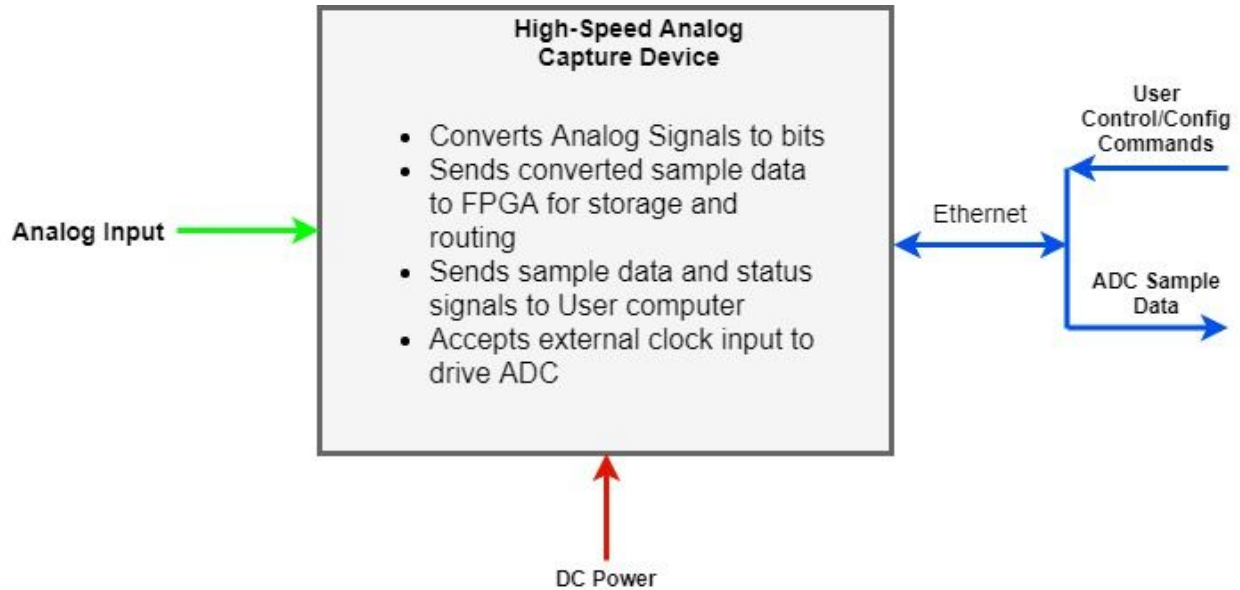 High-Speed Analog
Capture Device
• Converts Analog Signals to bits
• Sends converted sample data
to FPGA for storage and
routing
• Sends sample data and status
signals to User computer
• Accepts external clock input to
drive ADC
Analog Input
Ethernet
User
Control/Config
Commands
ADC Sample
Data
DC Power